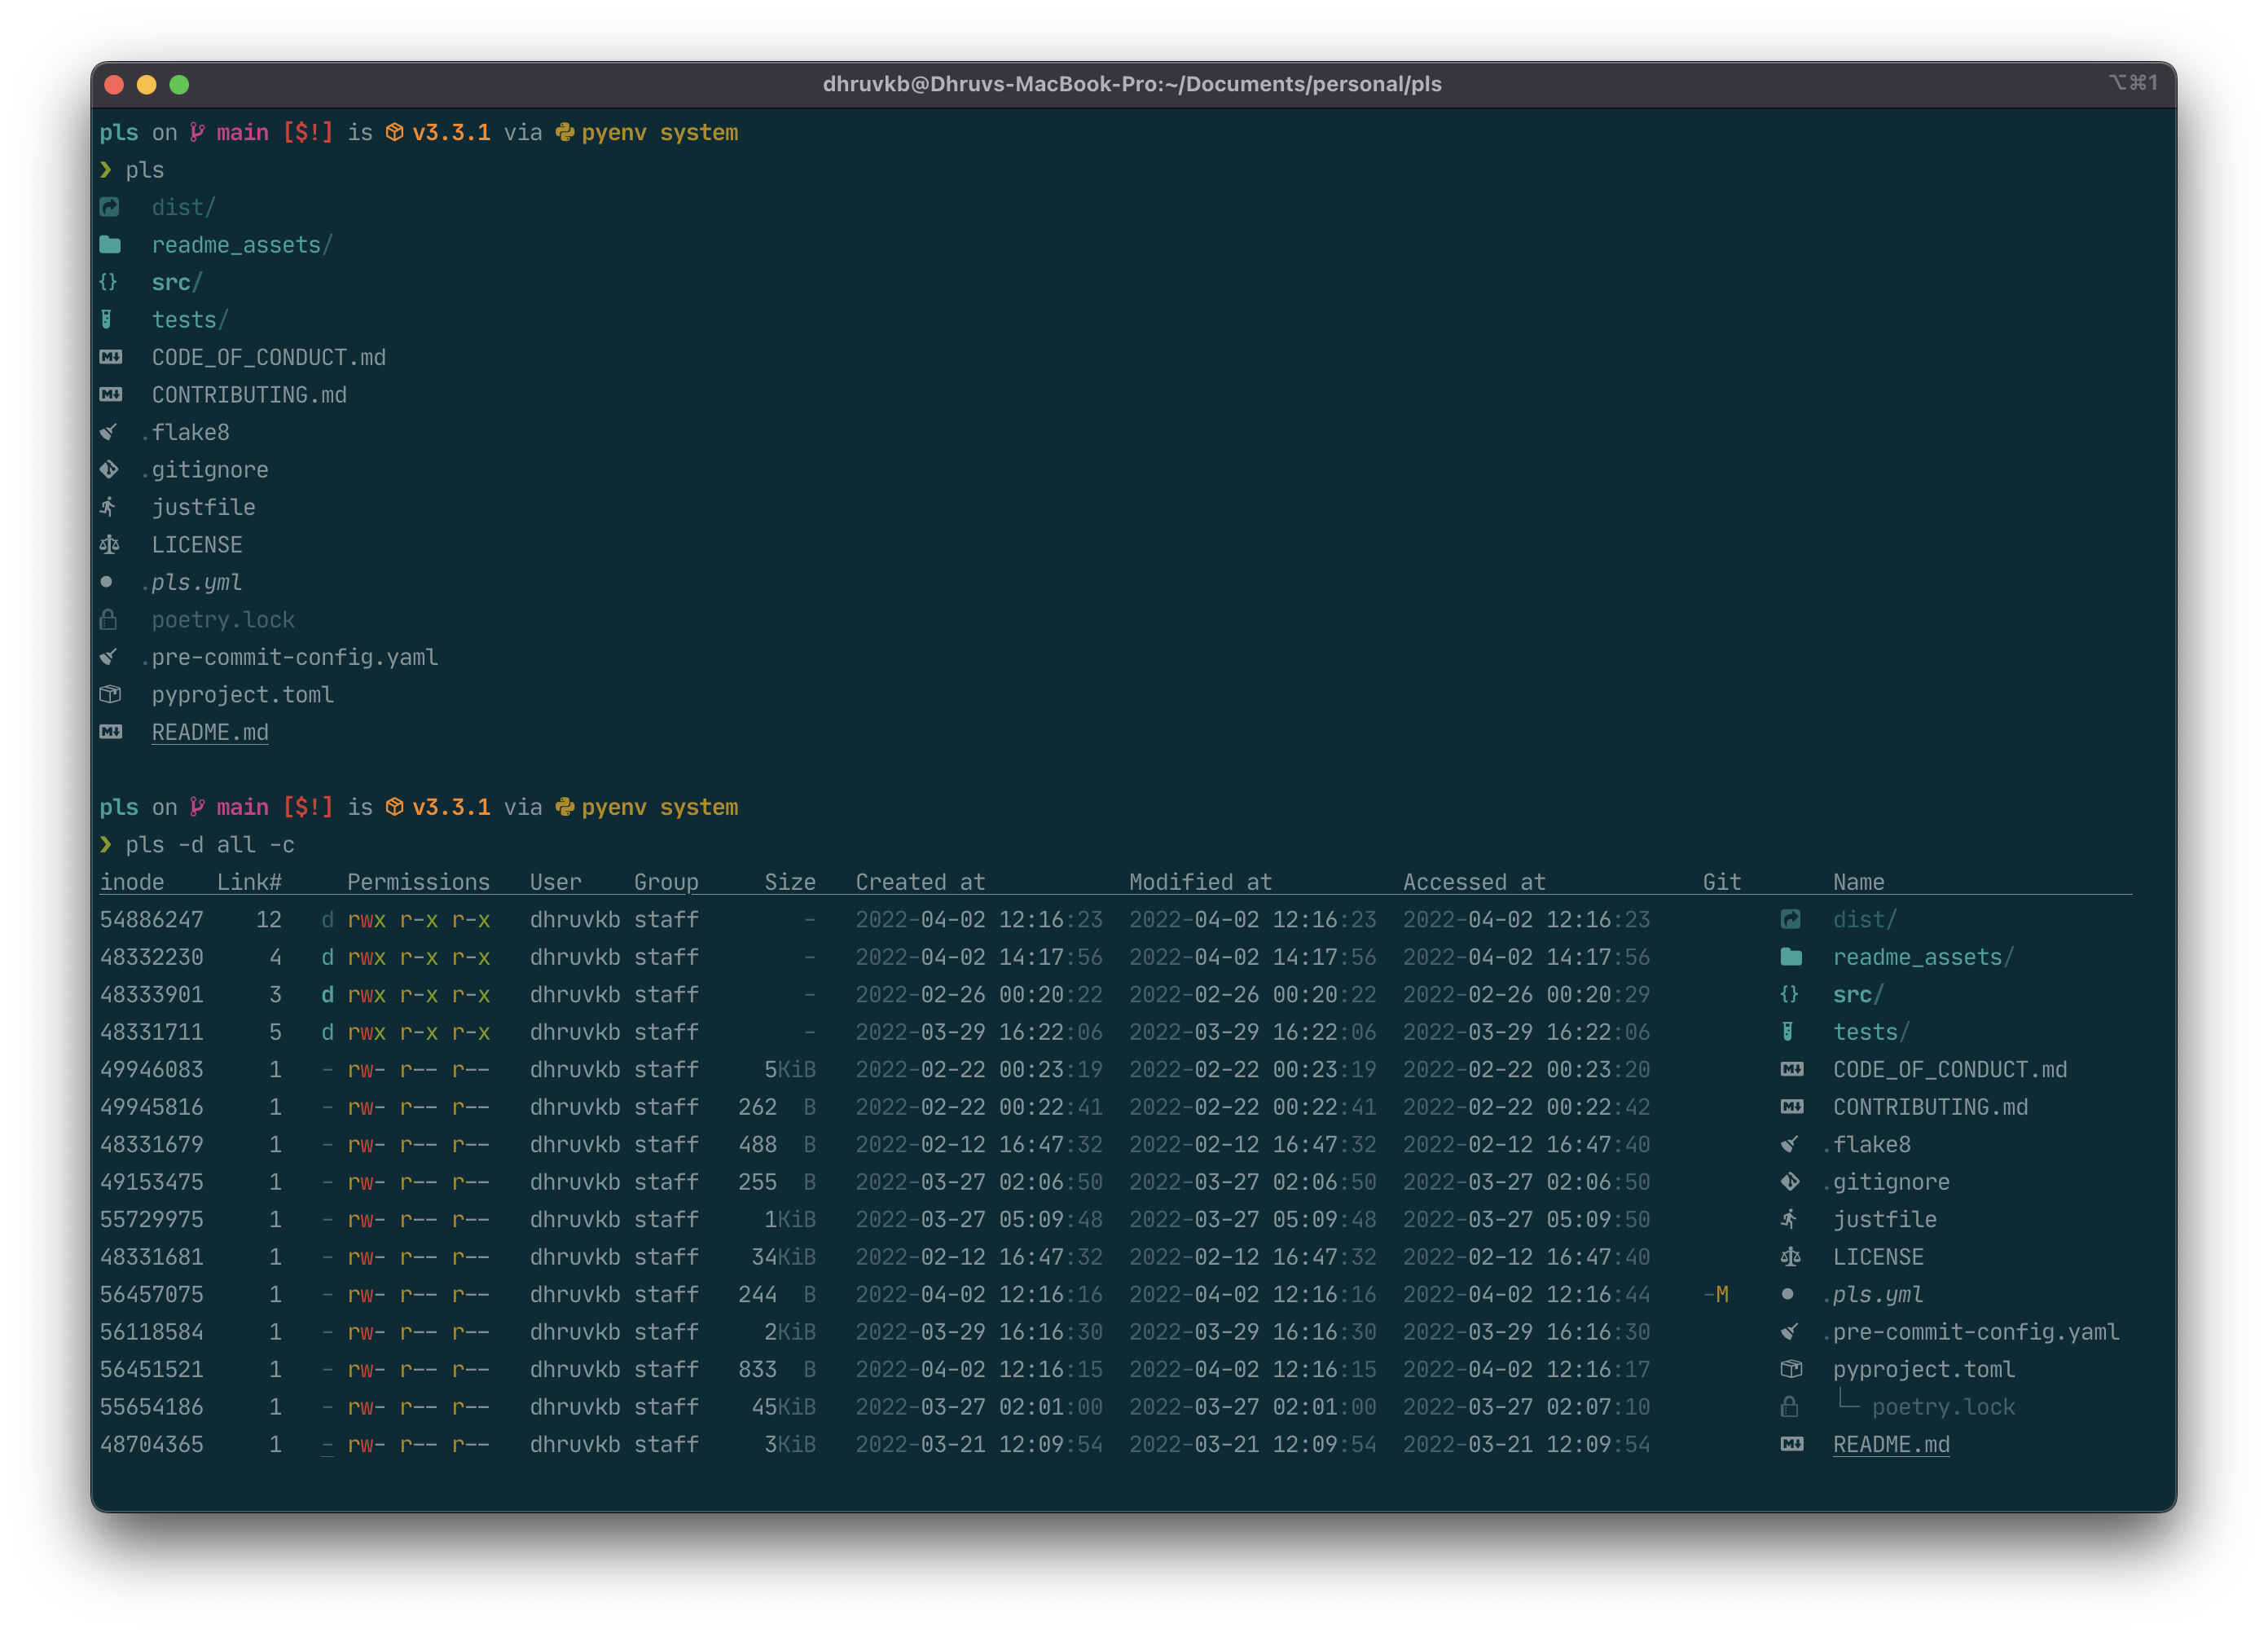 dhruvkb@Dhruvs-MacBook-Pro:~/Documents/personal/pls ⌥⌘1
pls on main [$!] is v3.3.1 via pyenv system
❯ pls
dist/
readme_assets/
{} src/
tests/
CODE_OF_CONDUCT.md
CONTRIBUTING.md
.flake8
.gitignore
justfile
LICENSE
.pls.yml
poetry.lock
.pre-commit-config.yaml
pyproject.toml
README.md
pls on main [$!] is v3.3.1 via pyenv system
❯ pls -d all -c
inode Link# Permissions User Group Size Created at Modified at Accessed at Git Name
54886247 12 d rwx r-x r-x dhruvkb staff - 2022-04-02 12:16:23 2022-04-02 12:16:23 2022-04-02 12:16:23 dist/
48332230 4 d rwx r-x r-x dhruvkb staff - 2022-04-02 14:17:56 2022-04-02 14:17:56 2022-04-02 14:17:56 readme_assets/
48333901 3 d rwx r-x r-x dhruvkb staff - 2022-02-26 00:20:22 2022-02-26 00:20:22 2022-02-26 00:20:29 {} src/
48331711 5 d rwx r-x r-x dhruvkb staff - 2022-03-29 16:22:06 2022-03-29 16:22:06 2022-03-29 16:22:06 tests/
49946083 1 - rw- r-- r-- dhruvkb staff 5KiB 2022-02-22 00:23:19 2022-02-22 00:23:19 2022-02-22 00:23:20 CODE_OF_CONDUCT.md
49945816 1 - rw- r-- r-- dhruvkb staff 262 B 2022-02-22 00:22:41 2022-02-22 00:22:41 2022-02-22 00:22:42 CONTRIBUTING.md
48331679 1 - rw- r-- r-- dhruvkb staff 488 B 2022-02-12 16:47:32 2022-02-12 16:47:32 2022-02-12 16:47:40 .flake8
49153475 1 - rw- r-- r-- dhruvkb staff 255 B 2022-03-27 02:06:50 2022-03-27 02:06:50 2022-03-27 02:06:50 .gitignore
55729975 1 - rw- r-- r-- dhruvkb staff 1KiB 2022-03-27 05:09:48 2022-03-27 05:09:48 2022-03-27 05:09:50 justfile
48331681 1 - rw- r-- r-- dhruvkb staff 34KiB 2022-02-12 16:47:32 2022-02-12 16:47:32 2022-02-12 16:47:40 LICENSE
56457075 1 - rw- r-- r-- dhruvkb staff 244 B 2022-04-02 12:16:16 2022-04-02 12:16:16 2022-04-02 12:16:44 -M .pls.yml
56118584 1 - rw- r-- r-- dhruvkb staff 2KiB 2022-03-29 16:16:30 2022-03-29 16:16:30 2022-03-29 16:16:30 .pre-commit-config.yaml
56451521 1 - rw- r-- r-- dhruvkb staff 833 B 2022-04-02 12:16:15 2022-04-02 12:16:15 2022-04-02 12:16:17 pyproject.toml
55654186 1 - rw- r-- r-- dhruvkb staff 45KiB 2022-03-27 02:01:00 2022-03-27 02:01:00 2022-03-27 02:07:10 └─ poetry.lock
48704365 1 - rw- r-- r-- dhruvkb staff 3KiB 2022-03-21 12:09:54 2022-03-21 12:09:54 2022-03-21 12:09:54 README.md